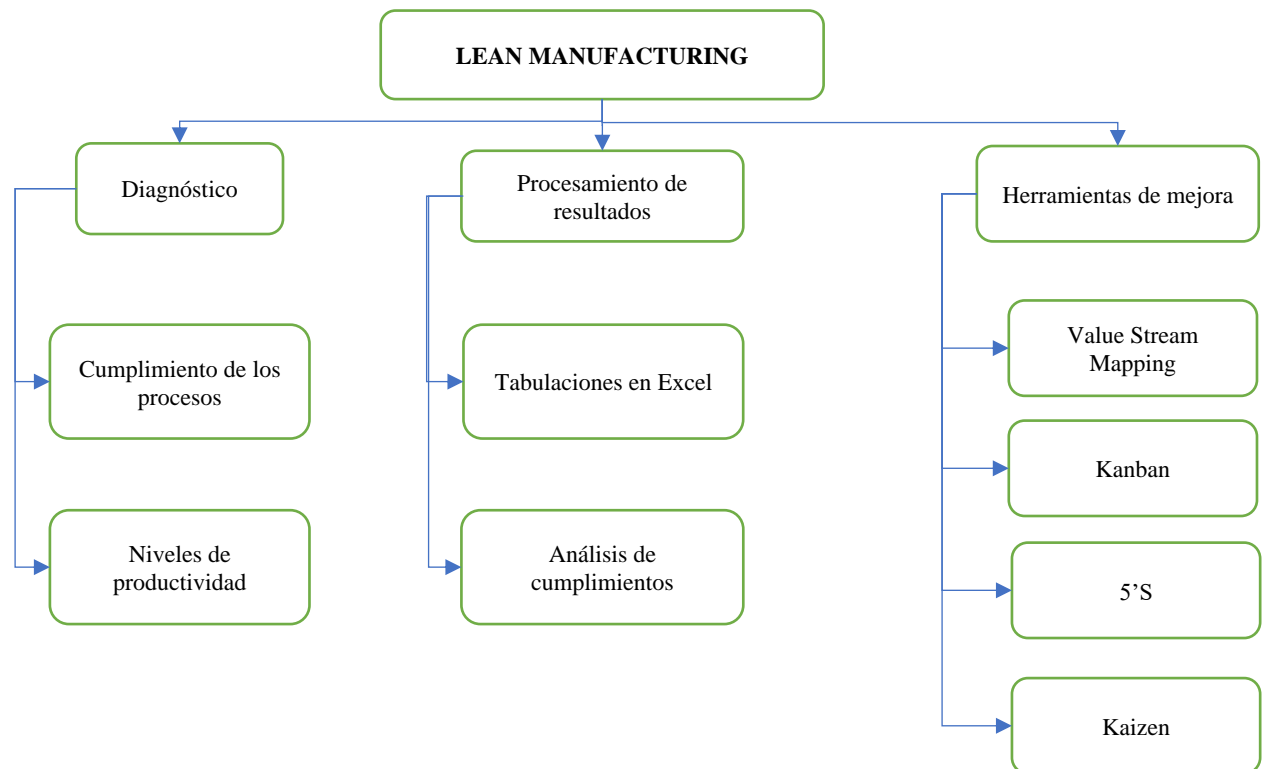 LEAN MANUFACTURING
Diagnóstico
Procesamiento de
resultados
Herramientas de mejora
Cumplimiento de los
procesos
Tabulaciones en Excel
Value Stream
Mapping
Kanban
Niveles de
productividad
Análisis de
cumplimientos
5’S
Kaizen